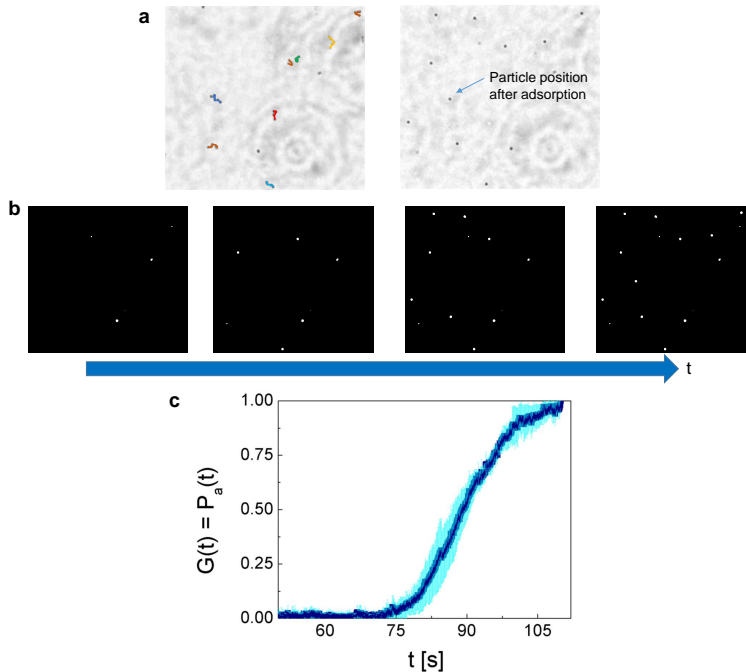 a
Particle position
after adsorption
b
t
c
1.00
0.75
0.50
0.25
0.00
G(t) = P_a(t)
60
75
90
105
t [s]